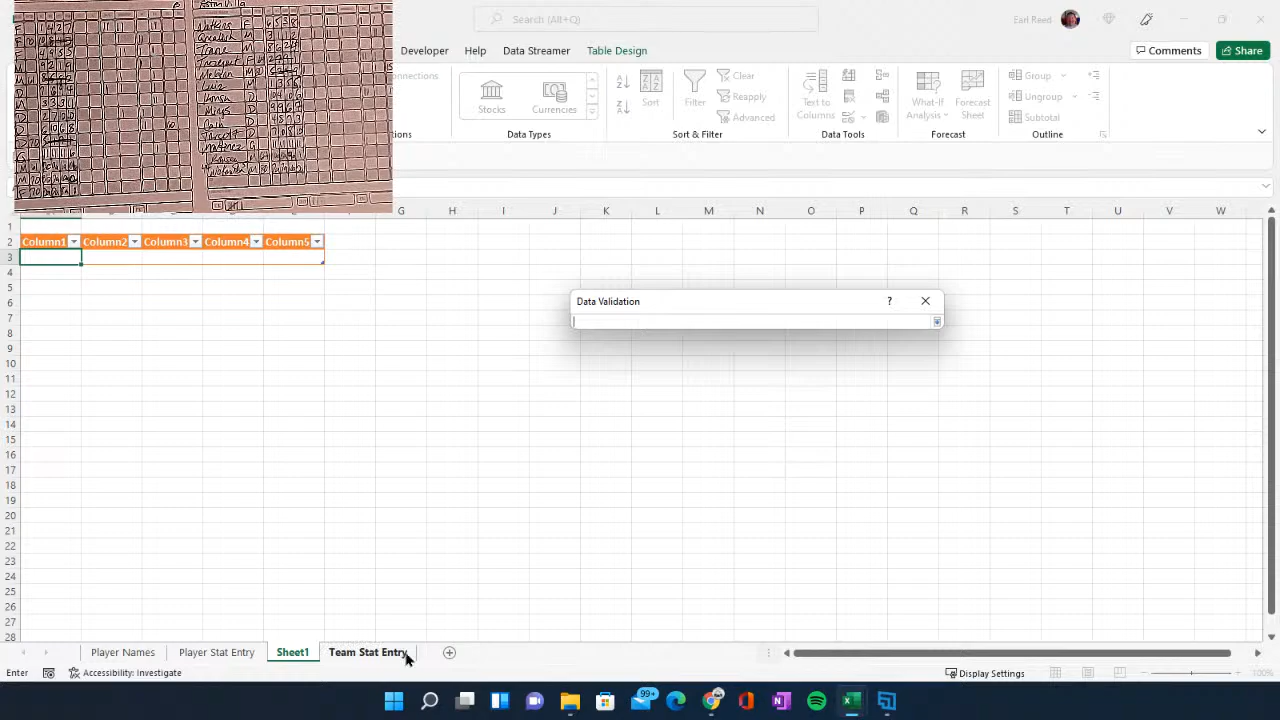 Search (Alt+Q)
Earl Reed
Developer
Help
Data Streamer
Table Design
Comments
Share
Stocks
Currencies
Data Types
Sort
Filter
Clear
Reapply
Advanced
Sort & Filter
Text to
Columns
Data Tools
What-If
Analysis
Forecast
Sheet
Forecast
Group
Ungroup
Subtotal
Outline
G H I J K L M N O P Q R S T U V W
1
2 Column1 Column2 Column3 Column4 Column5
3
4
5
6
7
8
9
10
11
12
13
14
15
16
17
18
19
20
21
22
23
24
25
26
27
28
Data Validation
?
Player Names
Player Stat Entry
Sheet1
Team Stat Entry
Enter
Accessibility: Investigate
Display Settings
100%
99+